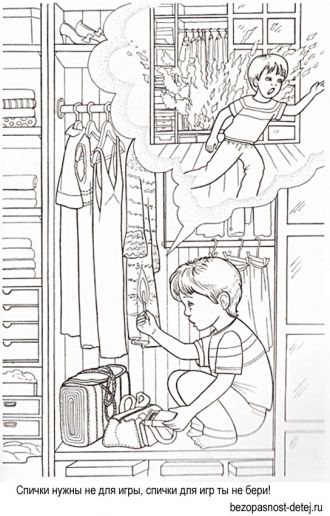 Спички нужны не для игры, спички для игр ты не бери!
bezopasnost-detej.ru